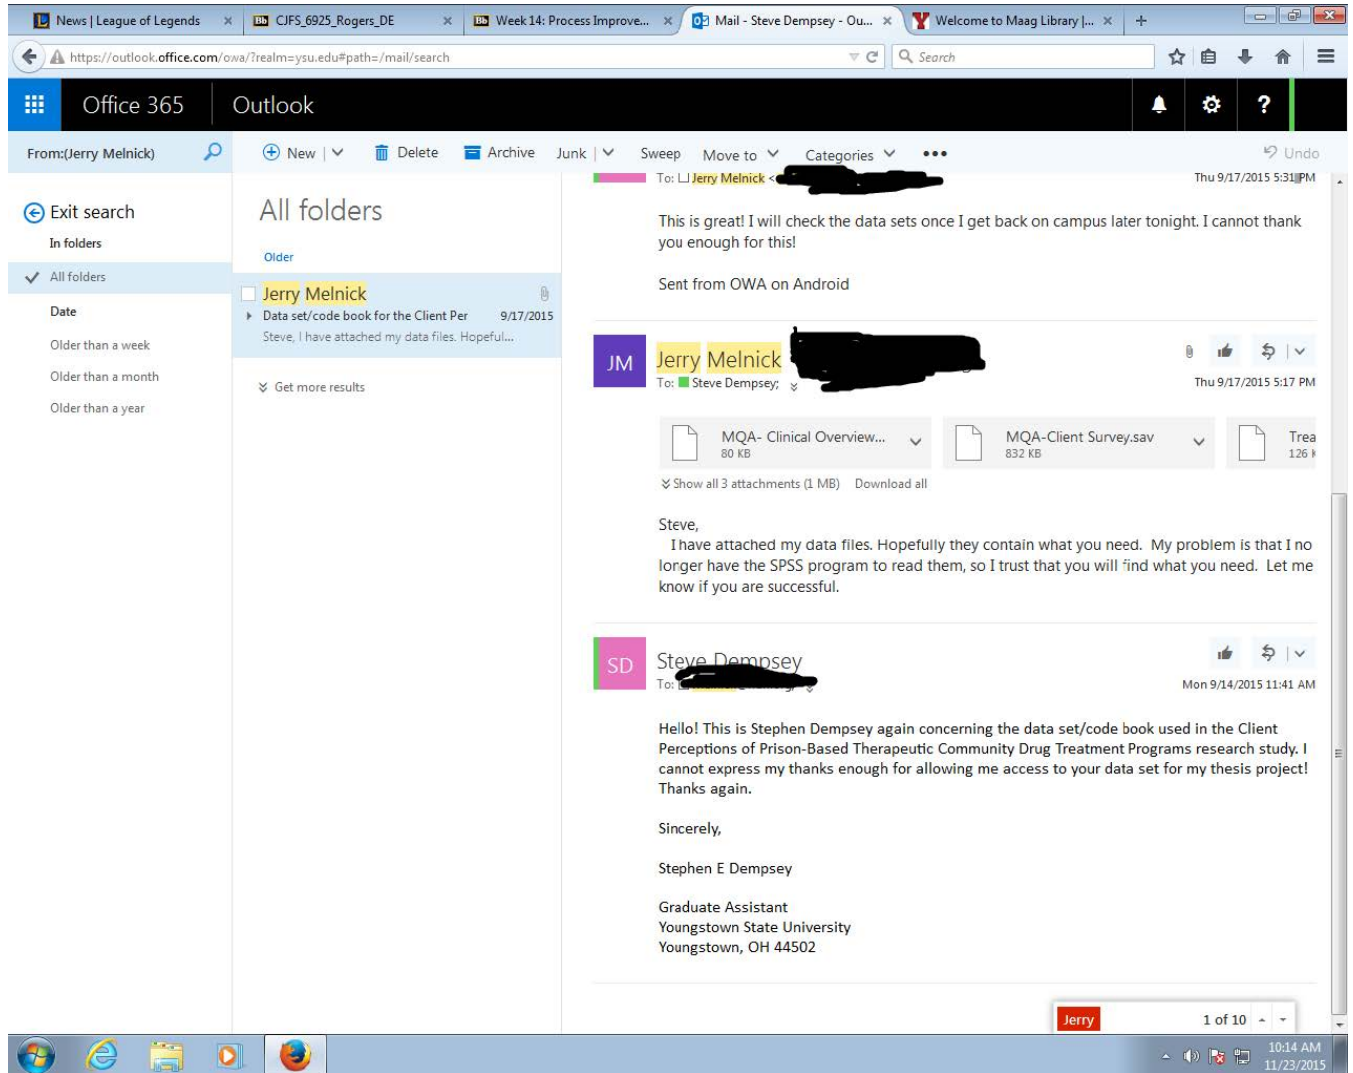 News | League of Legends
CJFS_6925_Rogers_DE
Week 14: Process Improve...
Mail - Steve Dempsey - Ou...
Welcome to Maag Library |...
https://outlook.office.com/owa/?realm=ysu.edu#path=/mail/search
Search
Office 365
Outlook
From:(Jerry Melnick)
New
Delete
Archive
Junk
Sweep
Move to
Categories
Undo
Exit search
In folders
All folders
Date
Older than a week
Older than a month
Older than a year
All folders
Older
Jerry Melnick
Data set/code book for the Client Per 9/17/2015
Steve, I have attached my data files. Hopeful...
Get more results
To: Jerry Melnick <
Thu 9/17/2015 5:31 PM
This is great! I will check the data sets once I get back on campus later tonight. I cannot thank
you enough for this!
Sent from OWA on Android
JM
Jerry Melnick
To: Steve Dempsey;
Thu 9/17/2015 5:17 PM
MQA- Clinical Overview...
80 KB
MQA-Client Survey.sav
832 KB
Trea
126 K
Show all 3 attachments (1 MB) Download all
Steve,
I have attached my data files. Hopefully they contain what you need. My problem is that I no
longer have the SPSS program to read them, so I trust that you will find what you need. Let me
know if you are successful.
SD
Steve Dempsey
To:
Mon 9/14/2015 11:41 AM
Hello! This is Stephen Dempsey again concerning the data set/code book used in the Client
Perceptions of Prison-Based Therapeutic Community Drug Treatment Programs research study. I
cannot express my thanks enough for allowing me access to your data set for my thesis project!
Thanks again.
Sincerely,
Stephen E Dempsey
Graduate Assistant
Youngstown State University
Youngstown, OH 44502
Jerry
1 of 10
10:14 AM
11/23/2015